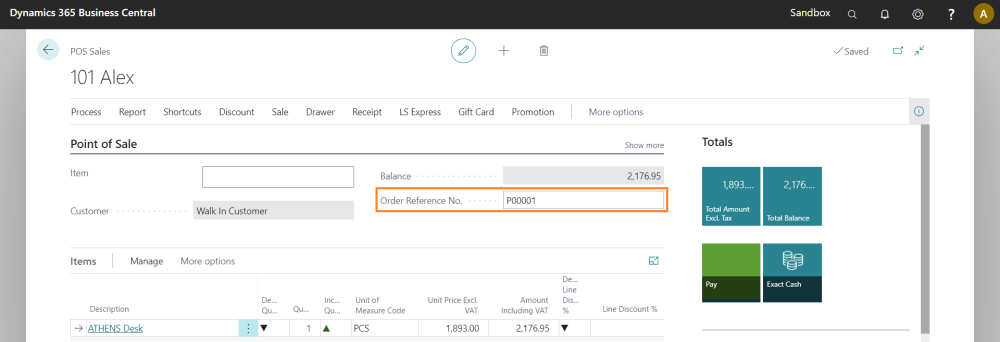 Dynamics 365 Business Central
Sandbox
?
A
POS Sales
Saved
101 Alex
Process Report Shortcuts Discount Sale Drawer Receipt LS Express Gift Card Promotion More options
Point of Sale
Show more
Item
Balance
2,176.95
Customer
Walk In Customer
Order Reference No.
P00001
Totals
1,893....
Total Amount
Excl. Tax
2,176....
Total Balance
Pay
Exact Cash
Items Manage More options
Description
De...
Qu...
Qu...
Inc...
Qu...
Unit of
Measure Code
Unit Price Excl.
VAT
Amount
Including VAT
De...
Line
Dis...
%
Line Discount %
ATHENS Desk 1 PCS 1,893.00 2,176.95